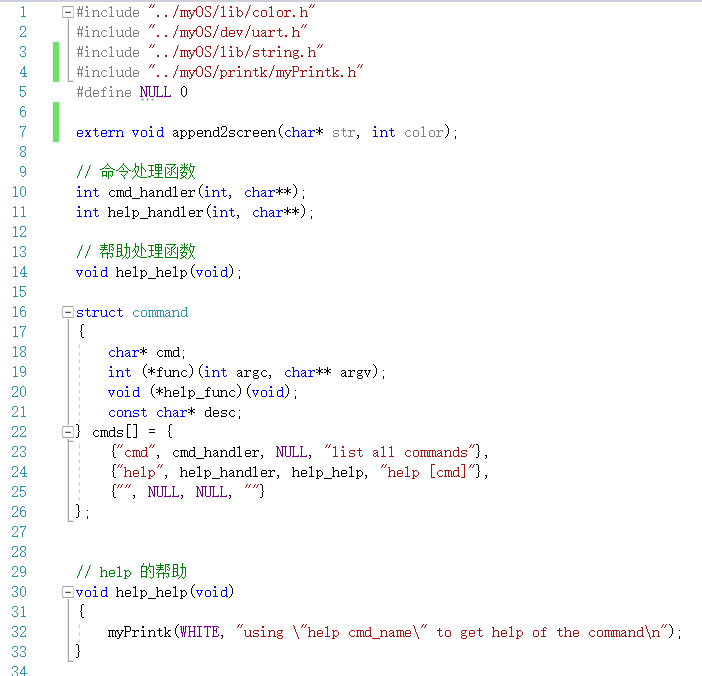 1 #include "../myOS/lib/color.h"
2 #include "../myOS/dev/uart.h"
3 #include "../myOS/lib/string.h"
4 #include "../myOS/printk/myPrintk.h"
5 #define NULL 0
6
7 extern void append2screen(char* str, int color);
8
9 // 命令处理函数
10 int cmd_handler(int, char**);
11 int help_handler(int, char**);
12
13 // 帮助处理函数
14 void help_help(void);
15
16 struct command
17 {
18 char* cmd;
19 int (*func)(int argc, char** argv);
20 void (*help_func)(void);
21 const char* desc;
22 } cmds[] = {
23 {"cmd", cmd_handler, NULL, "list all commands"},
24 {"help", help_handler, help_help, "help [cmd]"},
25 {"", NULL, NULL, ""}
26 };
27
28
29 // help 的帮助
30 void help_help(void)
31 {
32 myPrintk(WHITE, "using \"help cmd_name\" to get help of the command\n");
33 }
34